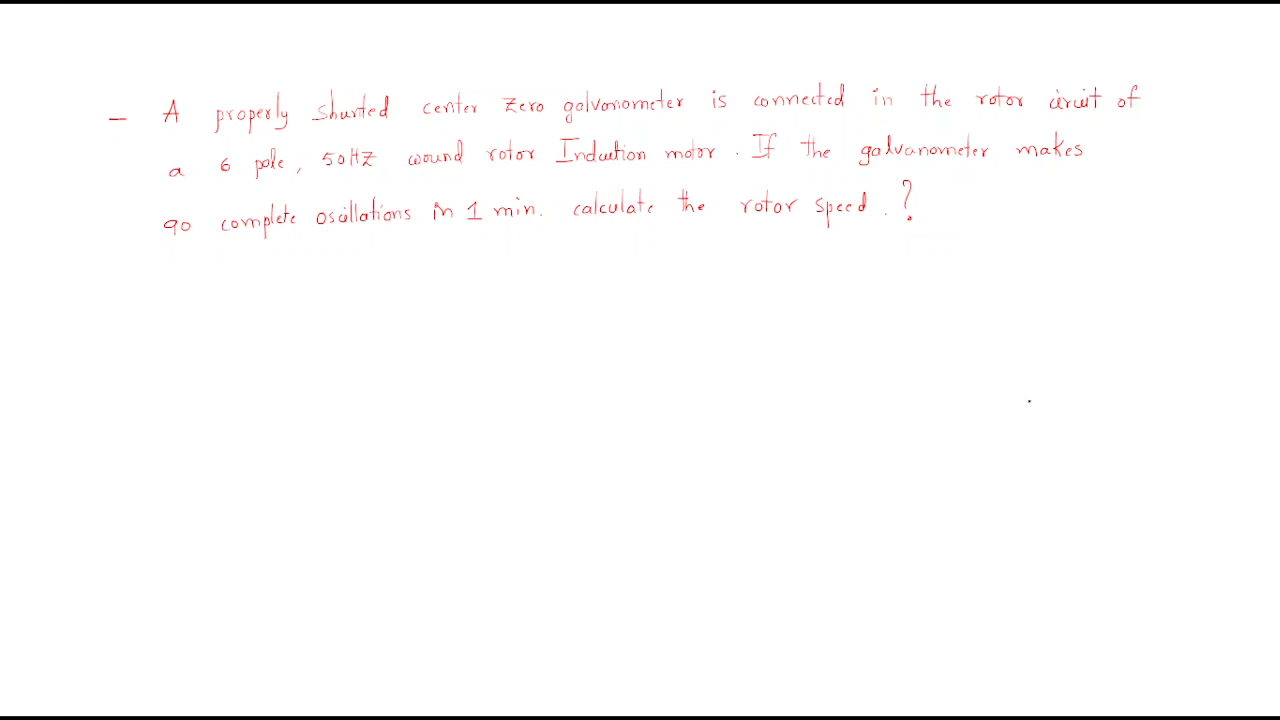 - A properly shunted center zero galvanometer is connected in the rotor circuit of
a 6 pole, 50HZ wound rotor Induction motor. If the galvanometer makes
90 complete oscillations in 1 min. calculate the rotor speed.?